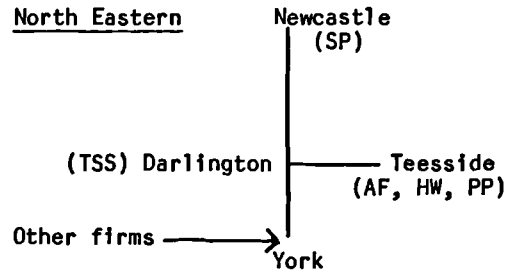 North Eastern
Newcastle
(SP)
(TSS) Darlington
Teesside
(AF, HW, PP)
Other firms
York